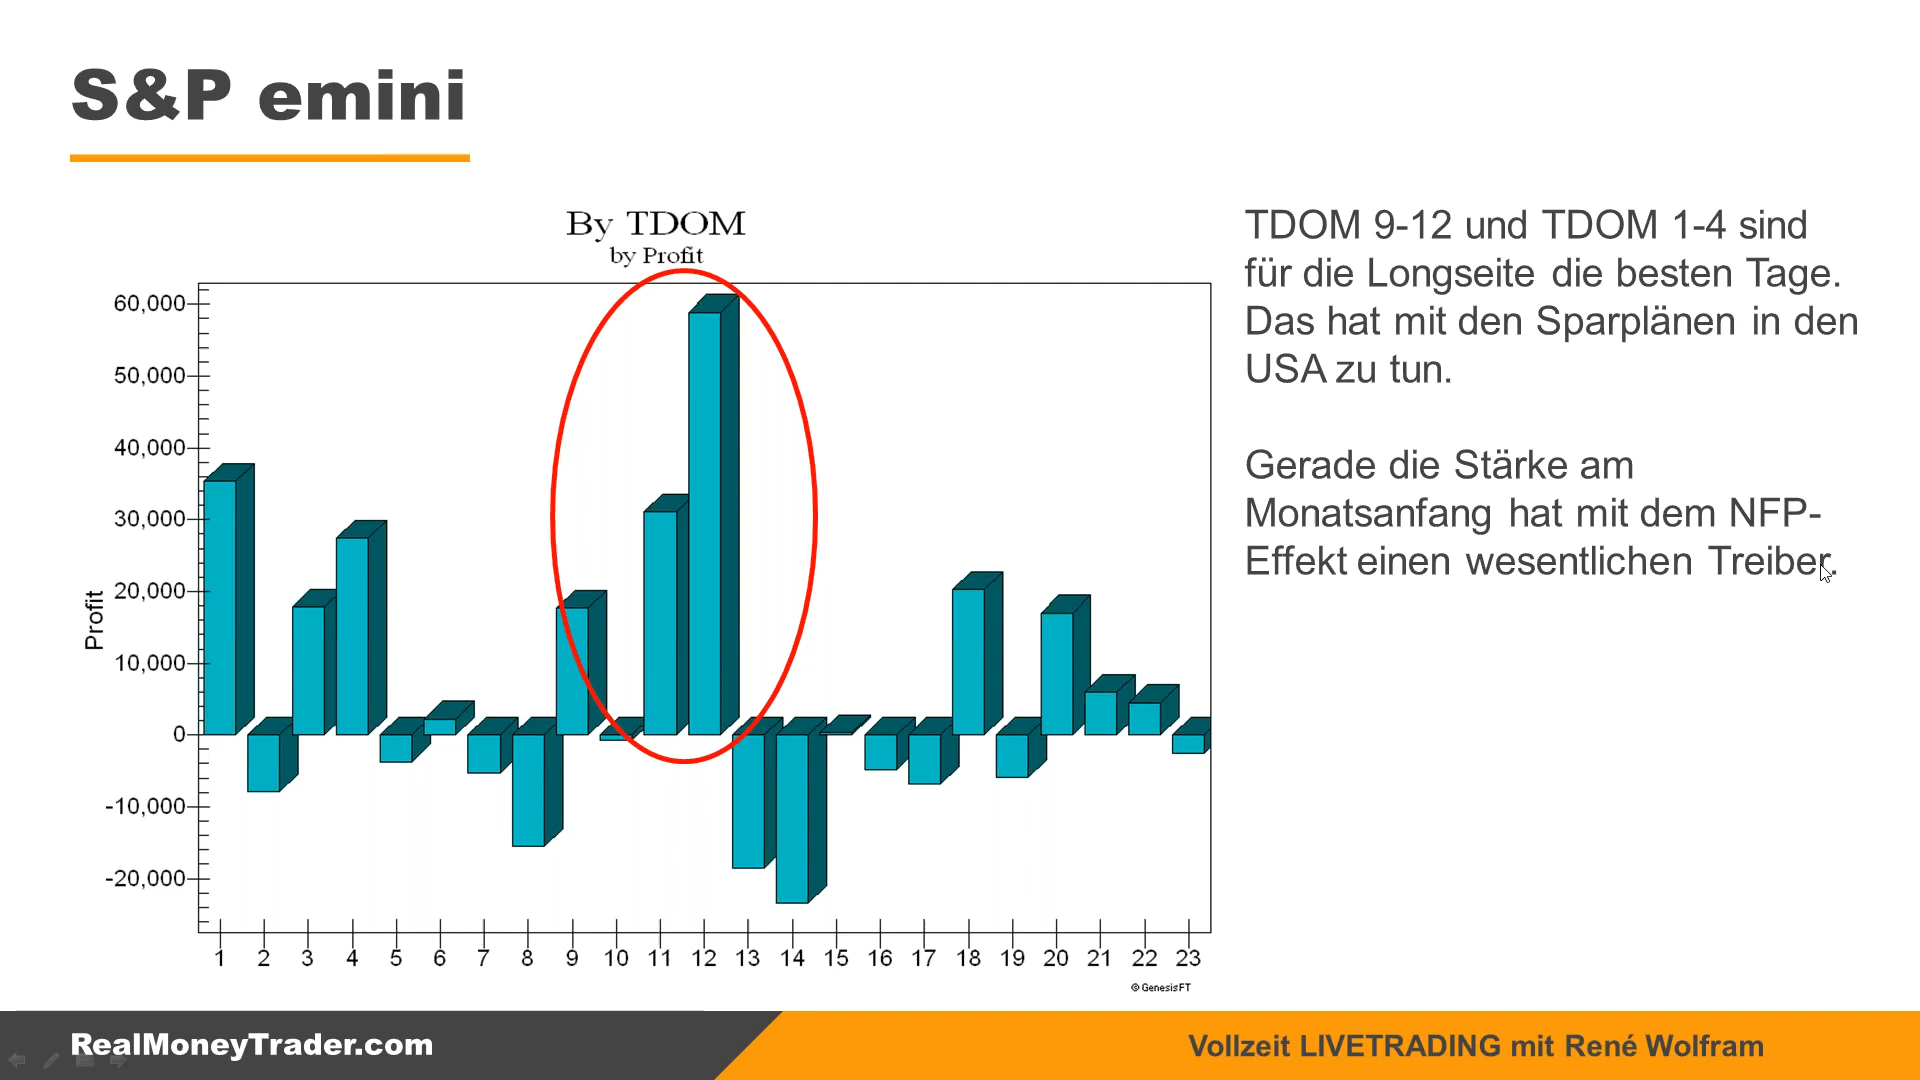 S&P emini
By TDOM
by Profit
TDOM 9-12 und TDOM 1-4 sind
für die Longseite die besten Tage.
Das hat mit den Sparplänen in den
USA zu tun.
Gerade die Stärke am
Monatsanfang hat mit dem NFP-
Effekt einen wesentlichen Treiber.
Profit
60,000
50,000
40,000
30,000
20,000
10,000
0
-10,000
-20,000
1 2 3 4 5 6 7 8 9 10 11 12 13 14 15 16 17 18 19 20 21 22 23
© GenesisFT
RealMoneyTrader.com
Vollzeit LIVETRADING mit René Wolfram